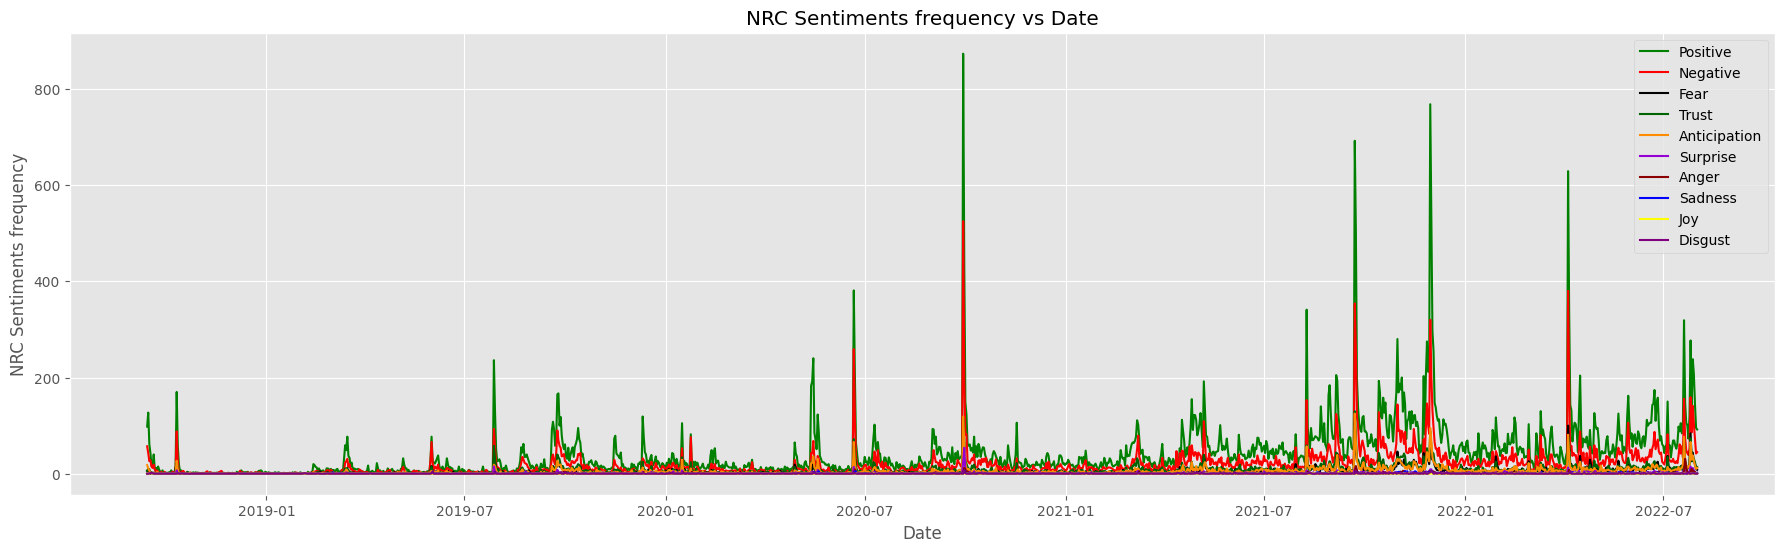 NRC Sentiments frequency vs Date
NRC Sentiments frequency
800
600
400
200
0
2019-01
2019-07
2020-01
2020-07
2021-01
2021-07
2022-01
2022-07
Date
Positive
Negative
Fear
Trust
Anticipation
Surprise
Anger
Sadness
Joy
Disgust